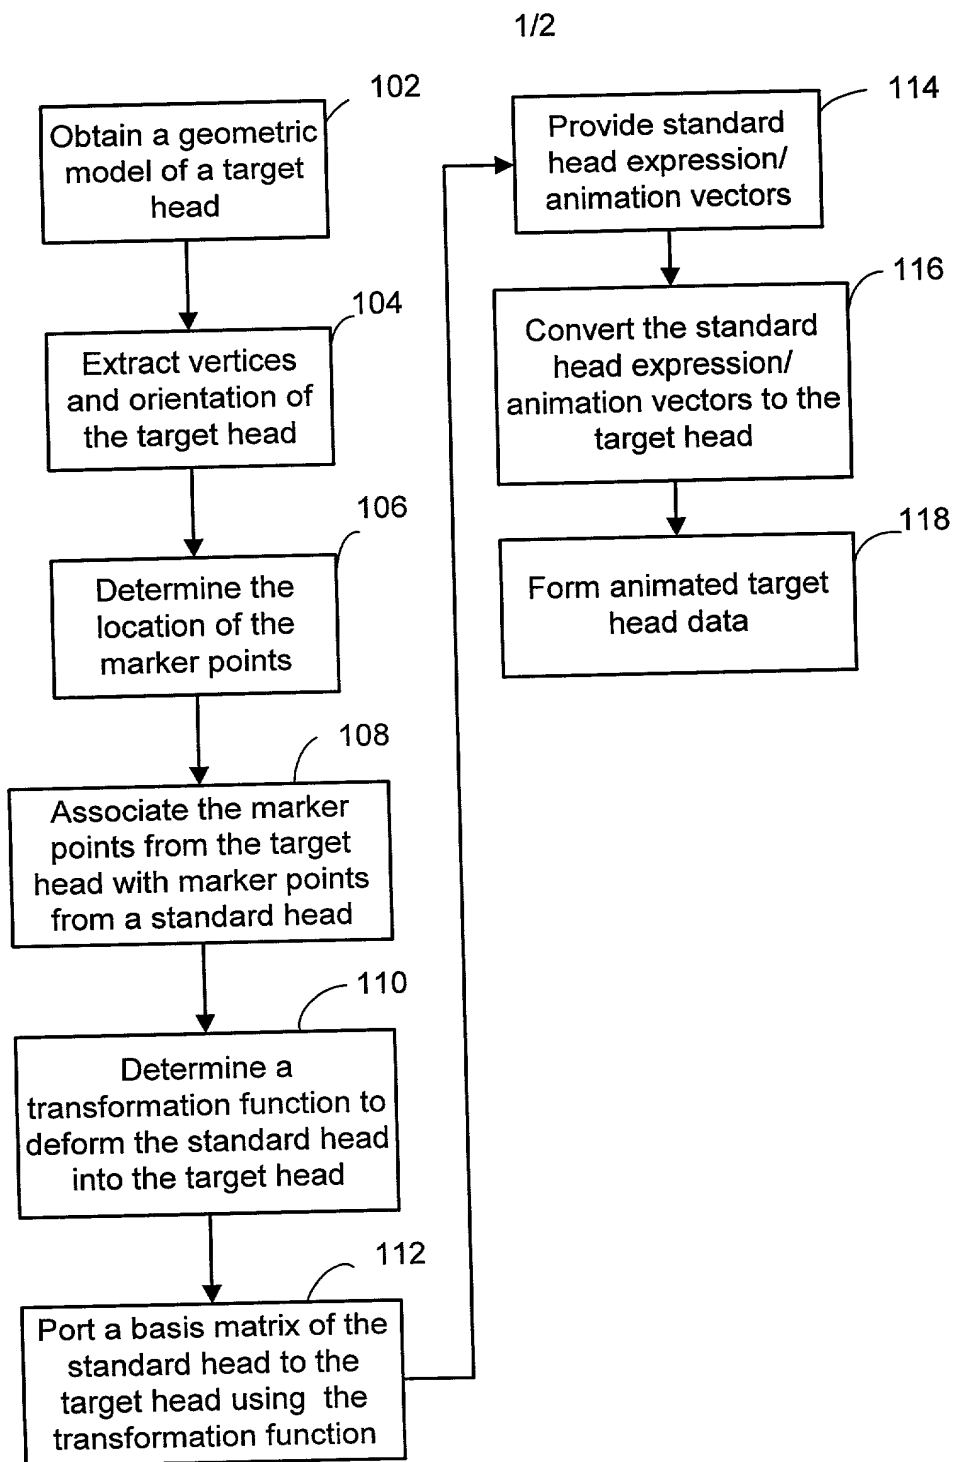 1/2
102
Obtain a geometric
model of a target
head
104
Extract vertices
and orientation of
the target head
106
Determine the
location of the
marker points
108
Associate the marker
points from the target
head with marker points
from a standard head
110
Determine a
transformation function to
deform the standard head
into the target head
112
Port a basis matrix of the
standard head to the
target head using the
transformation function
114
Provide standard
head expression/
animation vectors
116
Convert the standard
head expression/
animation vectors to the
target head
118
Form animated target
head data